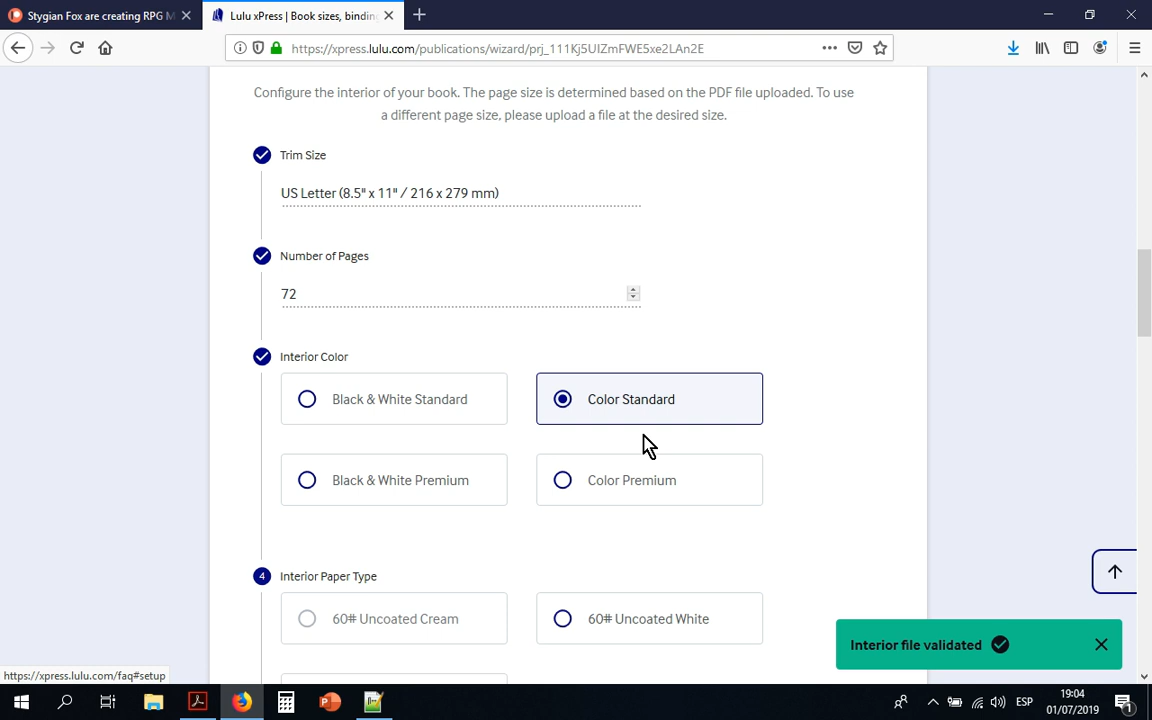 Stygian Fox are creating RPG M
Lulu xPress | Book sizes, bindin
https://xpress.lulu.com/publications/wizard/prj_111Kj5UIZmFWE5xe2LAn2E
Configure the interior of your book. The page size is determined based on the PDF file uploaded. To use
a different page size, please upload a file at the desired size.
Trim Size
US Letter (8.5" x 11" / 216 x 279 mm)
Number of Pages
72
Interior Color
Black & White Standard
Color Standard
Black & White Premium
Color Premium
4 Interior Paper Type
60# Uncoated Cream
60# Uncoated White
Interior file validated
https://xpress.lulu.com/faq#setup
ESP
19:04
01/07/2019
1